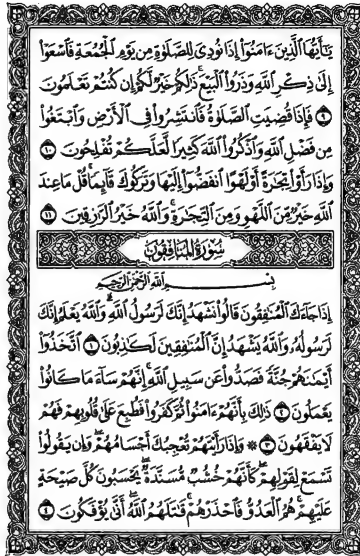 يَٰٓأَيُّهَا ٱلَّذِينَ ءَامَنُوٓا۟ إِذَا نُودِىَ لِلصَّلَوٰةِ مِن يَوْمِ ٱلْجُمُعَةِ فَٱسْعَوْا۟
إِلَىٰ ذِكْرِ ٱللَّهِ وَذَرُوا۟ ٱلْبَيْعَ ۚ ذَٰلِكُمْ خَيْرٌ لَّكُمْ إِن كُنتُمْ تَعْلَمُونَ
٩ فَإِذَا قُضِيَتِ ٱلصَّلَوٰةُ فَٱنتَشِرُوا۟ فِى ٱلْأَرْضِ وَٱبْتَغُوا۟
مِن فَضْلِ ٱللَّهِ وَٱذْكُرُوا۟ ٱللَّهَ كَثِيرًا لَّعَلَّكُمْ تُفْلِحُونَ ١٠
وَإِذَا رَأَوْا۟ تِجَٰرَةً أَوْ لَهْوًا ٱنفَضُّوٓا۟ إِلَيْهَا وَتَرَكُوكَ قَآئِمًا ۚ قُلْ مَا عِندَ
ٱللَّهِ خَيْرٌ مِّنَ ٱللَّهْوِ وَمِنَ ٱلتِّجَٰرَةِ ۚ وَٱللَّهُ خَيْرُ ٱلرَّٰزِقِينَ ١١
سُورَةُ المُنَافِقُونَ
بِسْمِ ٱللَّهِ ٱلرَّحْمَٰنِ ٱلرَّحِيمِ
إِذَا جَآءَكَ ٱلْمُنَٰفِقُونَ قَالُوا۟ نَشْهَدُ إِنَّكَ لَرَسُولُ ٱللَّهِ ۗ وَٱللَّهُ يَعْلَمُ إِنَّكَ
لَرَسُولُهُۥ وَٱللَّهُ يَشْهَدُ إِنَّ ٱلْمُنَٰفِقِينَ لَكَٰذِبُونَ ١ ٱتَّخَذُوٓا۟
أَيْمَٰنَهُمْ جُنَّةً فَصَدُّوا۟ عَن سَبِيلِ ٱللَّهِ ۚ إِنَّهُمْ سَآءَ مَا كَانُوا۟
يَعْمَلُونَ ٢ ذَٰلِكَ بِأَنَّهُمْ ءَامَنُوا۟ ثُمَّ كَفَرُوا۟ فَطُبِعَ عَلَىٰ قُلُوبِهِمْ فَهُمْ
لَا يَفْقَهُونَ ٣ ۞ وَإِذَا رَأَيْتَهُمْ تُعْجِبُكَ أَجْسَامُهُمْ ۖ وَإِن يَقُولُوا۟
تَسْمَعْ لِقَوْلِهِمْ ۖ كَأَنَّهُمْ خُشُبٌ مُّسَنَّدَةٌ ۖ يَحْسَبُونَ كُلَّ صَيْحَةٍ
عَلَيْهِمْ ۚ هُمُ ٱلْعَدُوُّ فَٱحْذَرْهُمْ ۚ قَٰتَلَهُمُ ٱللَّهُ ۖ أَنَّىٰ يُؤْفَكُونَ ٤